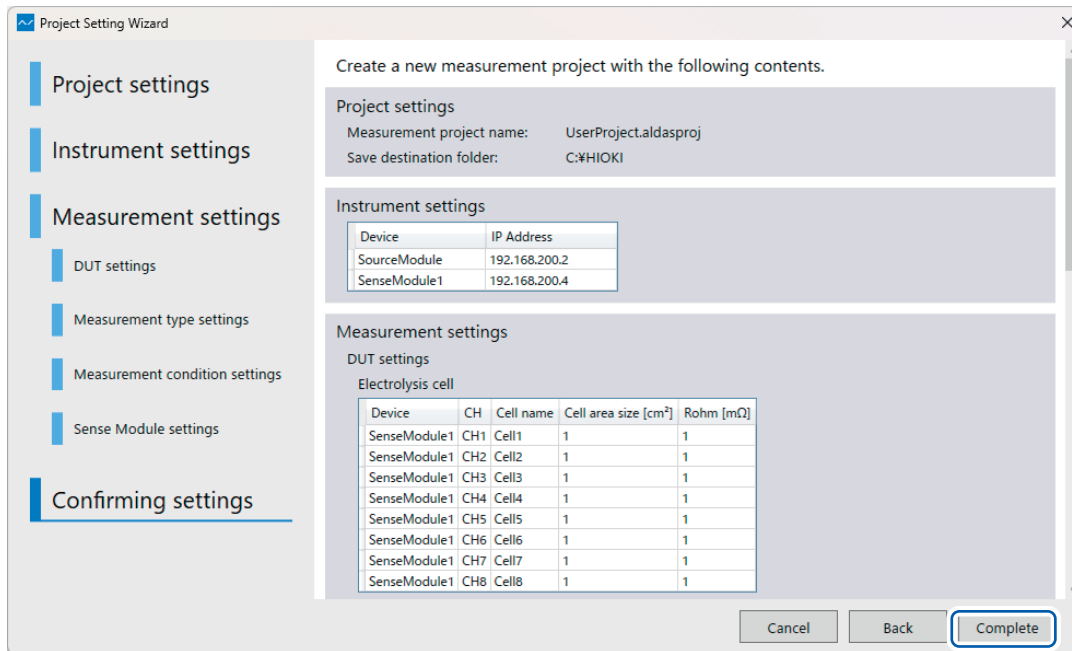 Project Setting Wizard
Project settings
Instrument settings
Measurement settings
DUT settings
Measurement type settings
Measurement condition settings
Sense Module settings
Confirming settings
Create a new measurement project with the following contents.
Project settings
Measurement project name: UserProject.aldasproj
Save destination folder: C:¥HIOKI
Instrument settings
Device IP Address
SourceModule 192.168.200.2
SenseModule1 192.168.200.4
Measurement settings
DUT settings
Electrolysis cell
Device CH Cell name Cell area size [cm²] Rohm [mΩ]
SenseModule1 CH1 Cell1 1 1
SenseModule1 CH2 Cell2 1 1
SenseModule1 CH3 Cell3 1 1
SenseModule1 CH4 Cell4 1 1
SenseModule1 CH5 Cell5 1 1
SenseModule1 CH6 Cell6 1 1
SenseModule1 CH7 Cell7 1 1
SenseModule1 CH8 Cell8 1 1
Cancel Back Complete